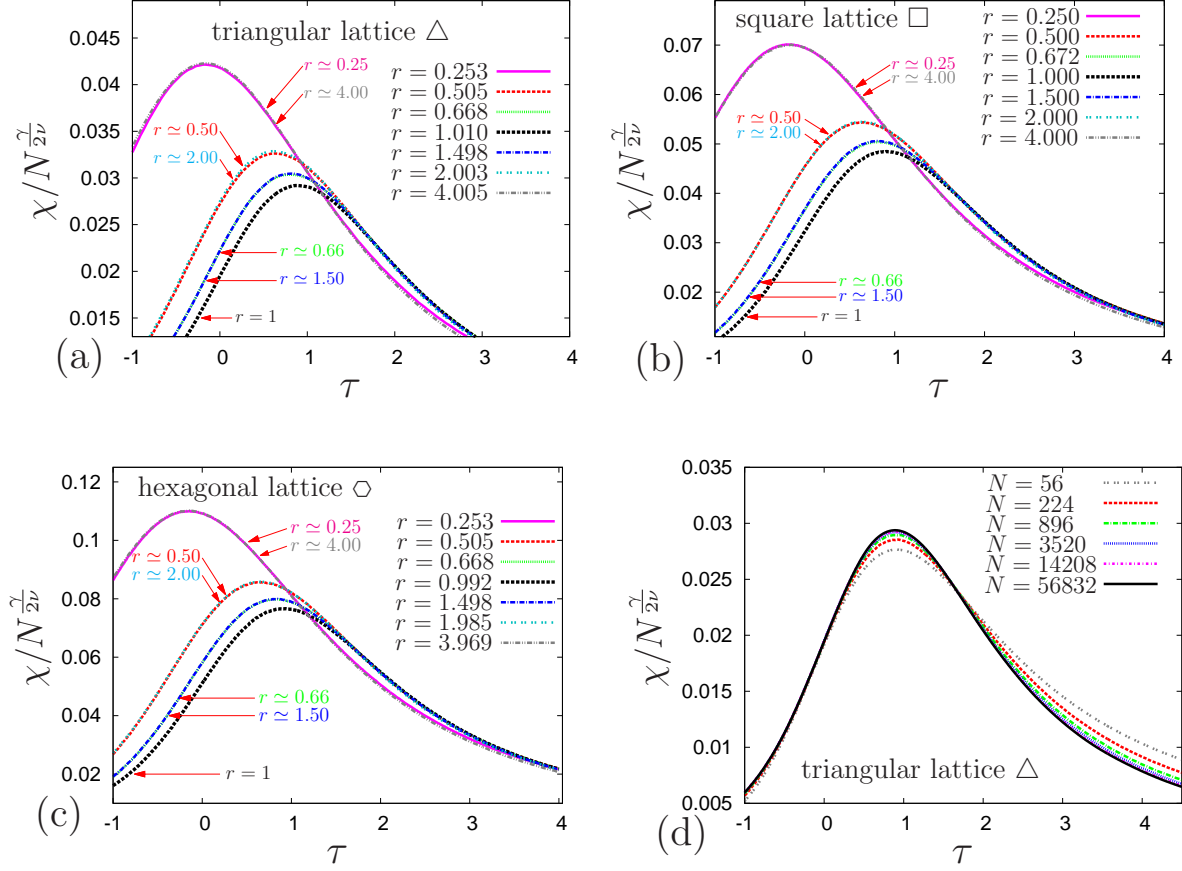 triangular lattice △
r = 0.253
r = 0.505
r = 0.668
r = 1.010
r = 1.498
r = 2.003
r = 4.005
r ≃ 0.25
r ≃ 4.00
r ≃ 0.50
r ≃ 2.00
r ≃ 0.66
r ≃ 1.50
r = 1
0.045
0.04
0.035
0.03
0.025
0.02
0.015
χ/N^{γ/2ν}
-1 0 1 2 3 4
(a)
τ
square lattice □
r = 0.250
r = 0.500
r = 0.672
r = 1.000
r = 1.500
r = 2.000
r = 4.000
r ≃ 0.25
r ≃ 4.00
r ≃ 0.50
r ≃ 2.00
r ≃ 0.66
r ≃ 1.50
r = 1
0.07
0.06
0.05
0.04
0.03
0.02
χ/N^{γ/2ν}
-1 0 1 2 3 4
(b)
τ
hexagonal lattice ⬡
r = 0.253
r = 0.505
r = 0.668
r = 0.992
r = 1.498
r = 1.985
r = 3.969
r ≃ 0.25
r ≃ 4.00
r ≃ 0.50
r ≃ 2.00
r ≃ 0.66
r ≃ 1.50
r = 1
0.12
0.1
0.08
0.06
0.04
0.02
χ/N^{γ/2ν}
-1 0 1 2 3 4
(c)
τ
N = 56
N = 224
N = 896
N = 3520
N = 14208
N = 56832
triangular lattice △
0.035
0.03
0.025
0.02
0.015
0.01
0.005
χ/N^{γ/2ν}
-1 0 1 2 3 4
(d)
τ